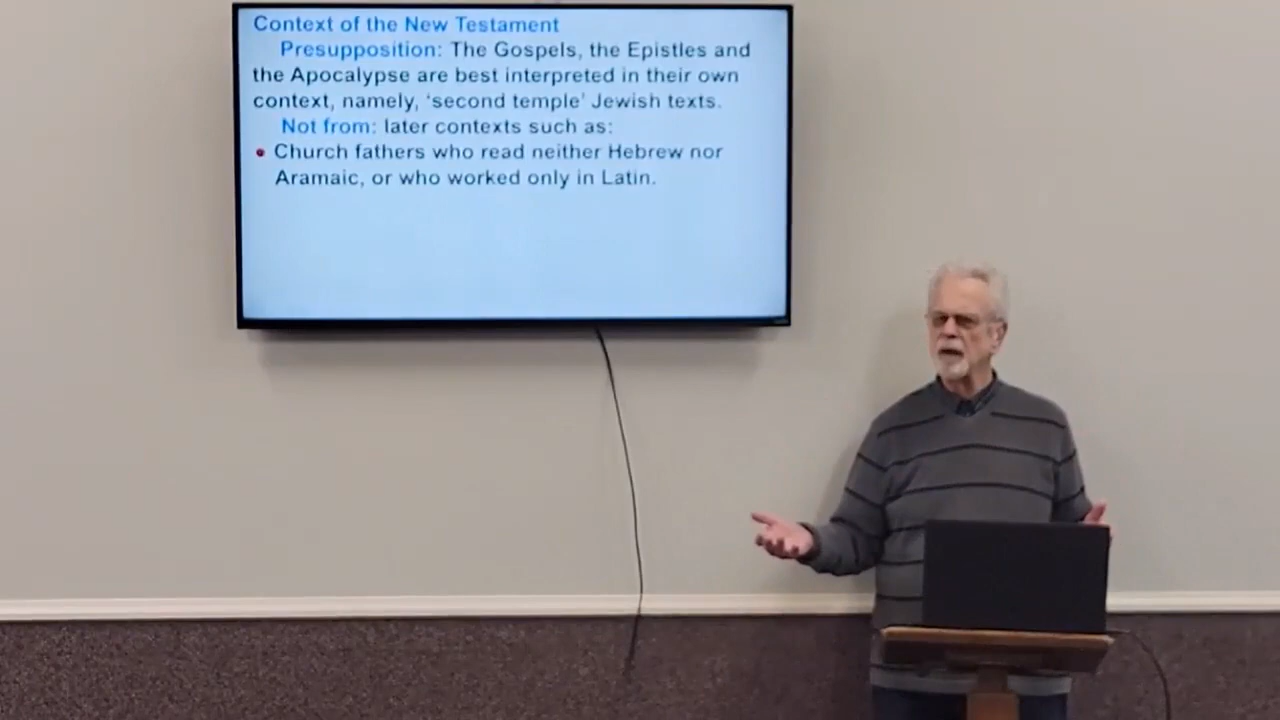 Context of the New Testament
Presupposition: The Gospels, the Epistles and
the Apocalypse are best interpreted in their own
context, namely, ‘second temple’ Jewish texts.
Not from: later contexts such as:
• Church fathers who read neither Hebrew nor
Aramaic, or who worked only in Latin.